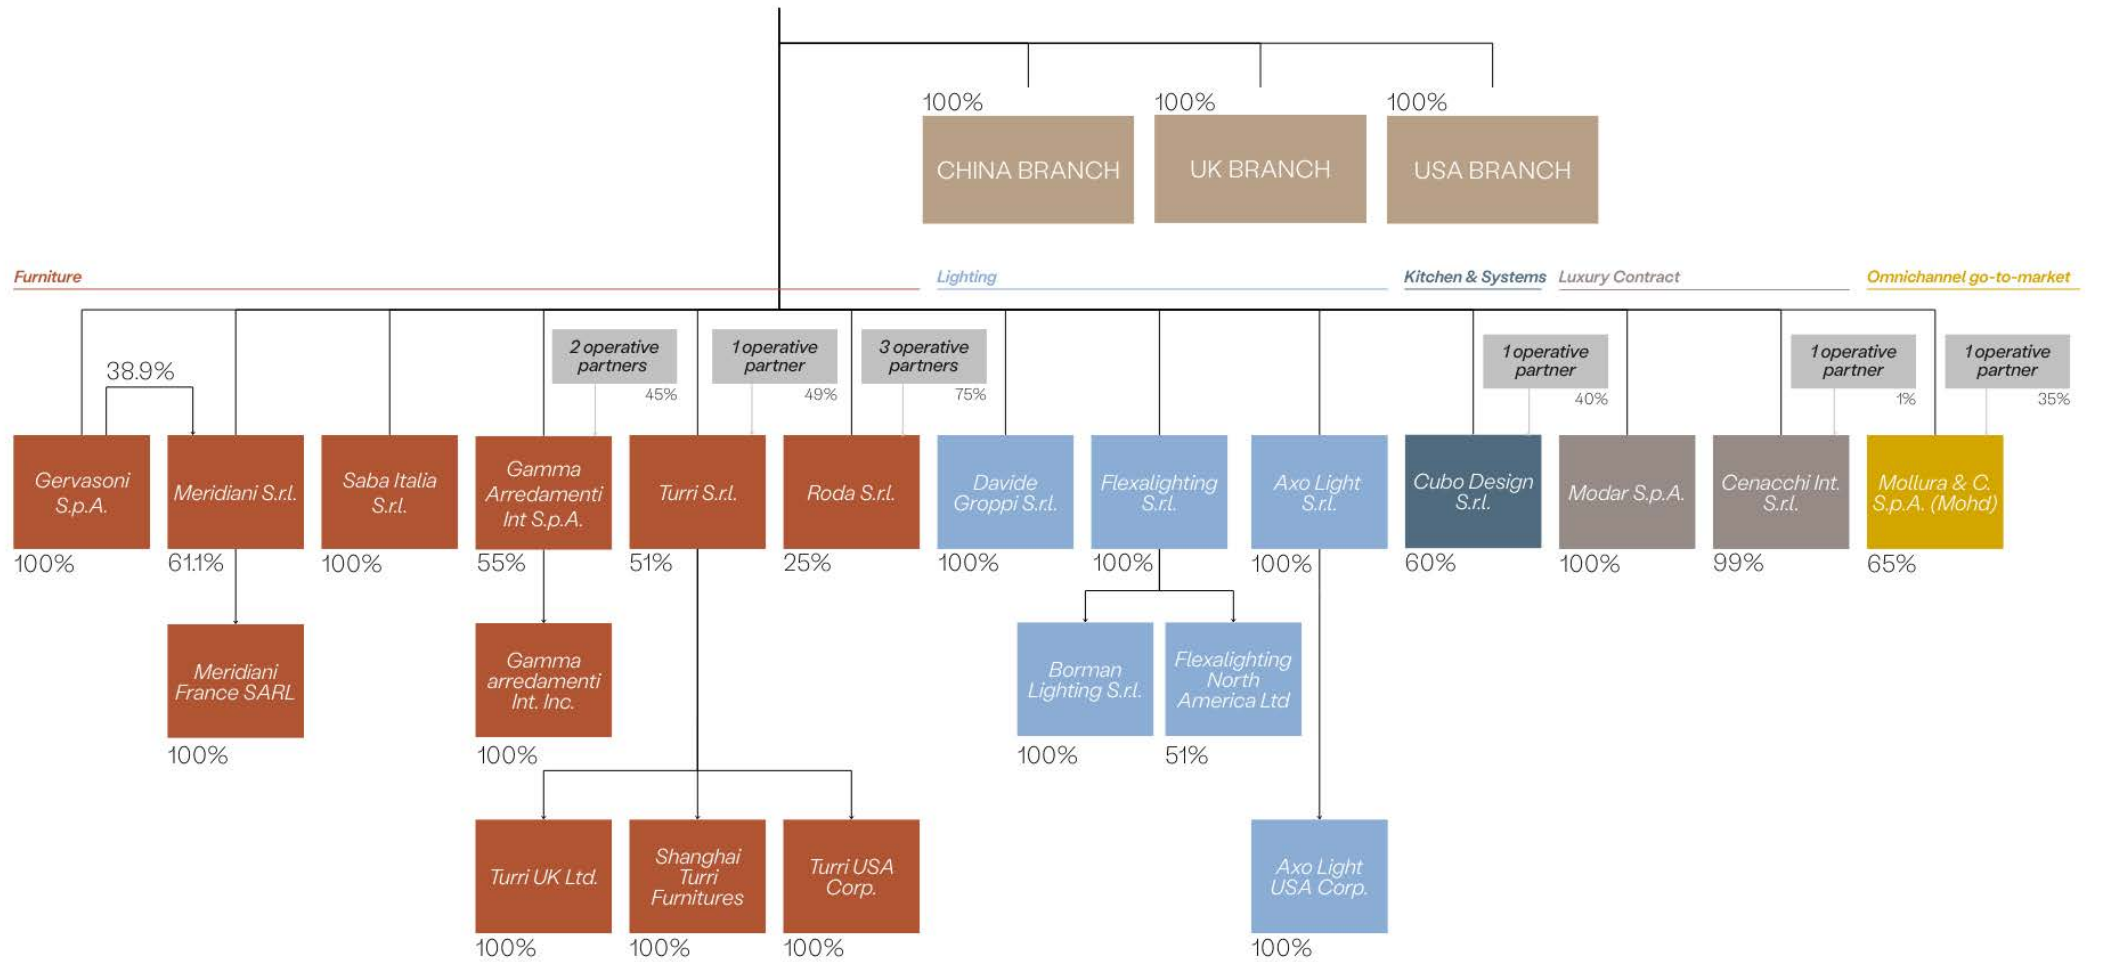 100%
100%
100%
CHINA BRANCH
UK BRANCH
USA BRANCH
Furniture
Lighting
Kitchen & Systems
Luxury Contract
Omnichannel go-to-market
38.9%
2 operative
partners
45%
1 operative
partner
49%
3 operative
partners
75%
1 operative
partner
40%
1 operative
partner
1%
1 operative
partner
35%
Gervasoni
S.p.A.
100%
Meridiani S.r.l.
61.1%
Saba Italia
S.r.l.
100%
Gamma
Arredamenti
Int S.p.A.
55%
Turri S.r.l.
51%
Roda S.r.l.
25%
Davide
Groppi S.r.l.
100%
Flexalighting
S.r.l.
100%
Axo Light
S.r.l.
100%
Cubo Design
S.r.l.
60%
Modar S.p.A.
100%
Cenacchi Int.
S.r.l.
99%
Mollura & C.
S.p.A. (Mohd)
65%
Meridiani
France SARL
100%
Gamma
arredamenti
Int. Inc.
100%
Borman
Lighting S.r.l.
100%
Flexalighting
North
America Ltd
51%
Turri UK Ltd.
100%
Shanghai
Turri
Furnitures
100%
Turri USA
Corp.
100%
Axo Light
USA Corp.
100%